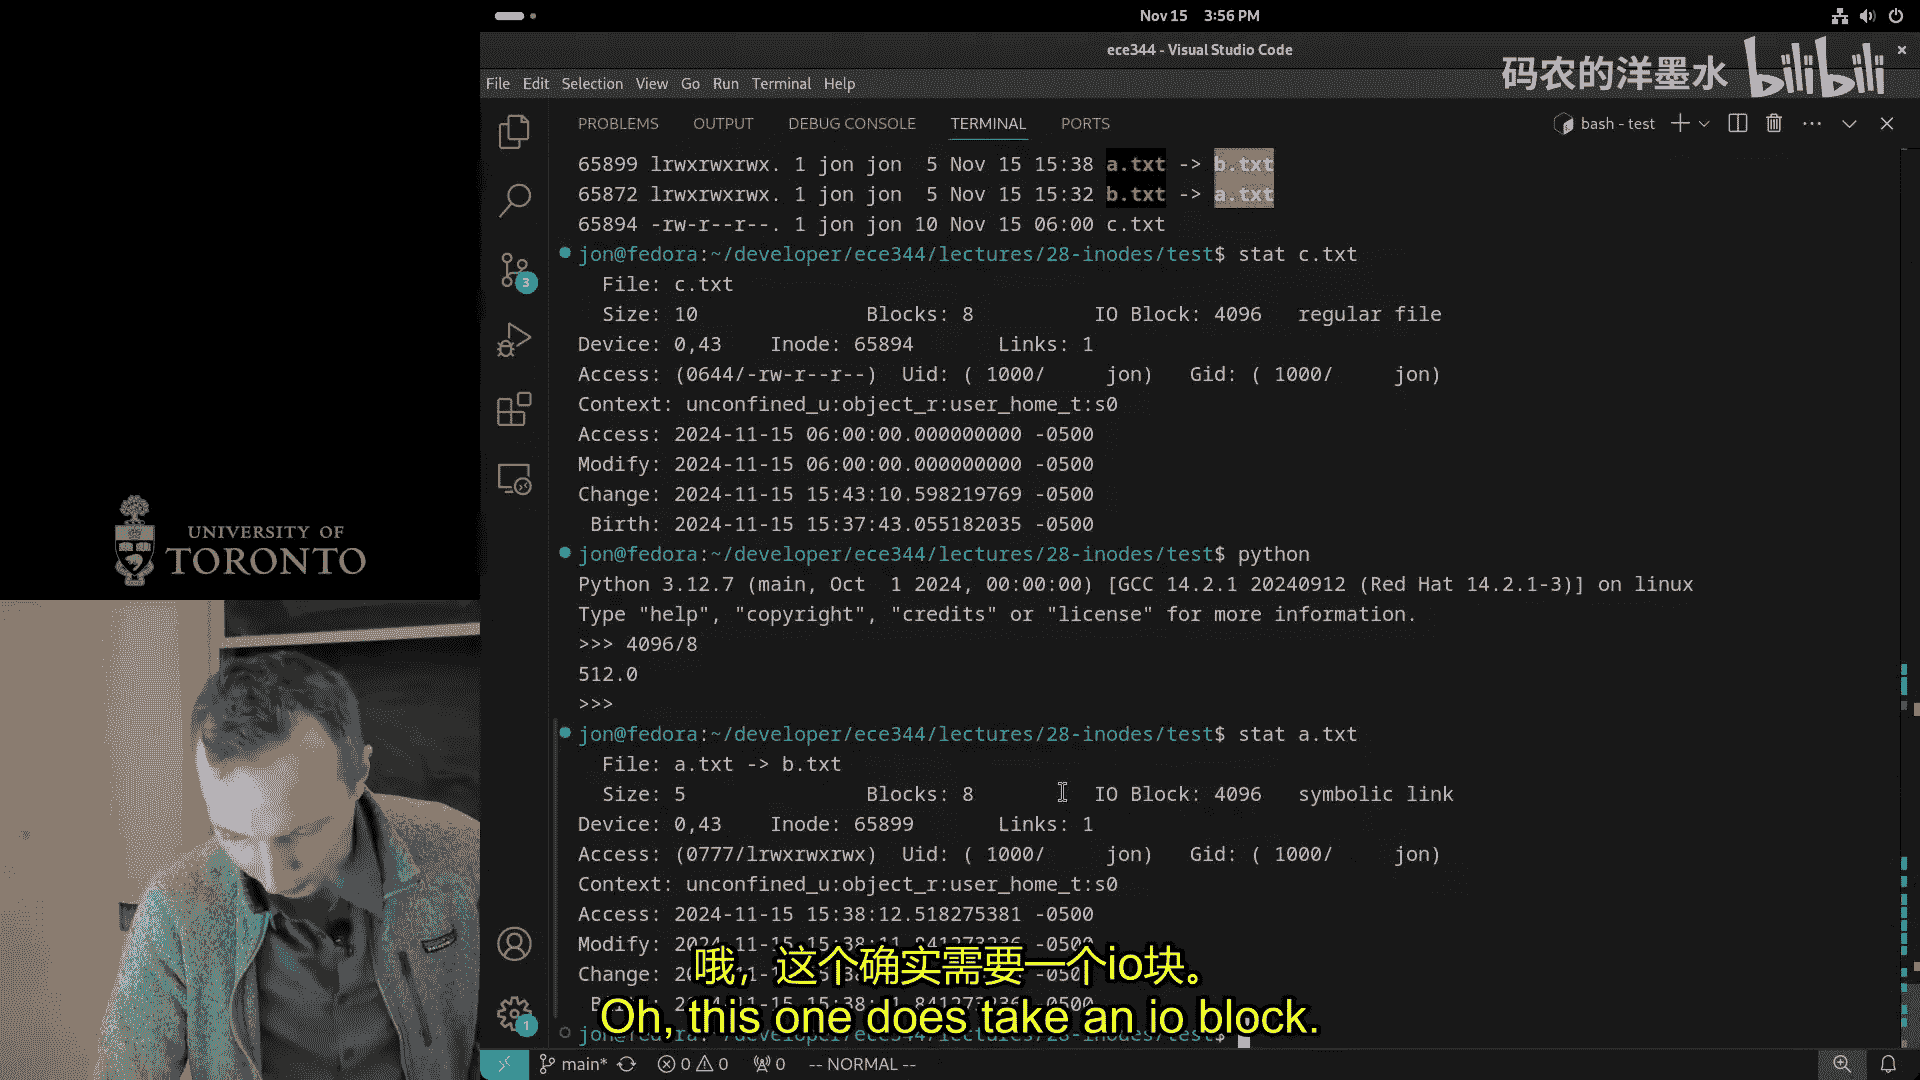 Nov 15 3:56 PM
ece344 - Visual Studio Code
码农的洋墨水 bilibili
File Edit Selection View Go Run Terminal Help
PROBLEMS OUTPUT DEBUG CONSOLE TERMINAL PORTS
bash - test
65899 lrwxrwxrwx. 1 jon jon 5 Nov 15 15:38 a.txt -> b.txt
65872 lrwxrwxrwx. 1 jon jon 5 Nov 15 15:32 b.txt -> a.txt
65894 -rw-r--r--. 1 jon jon 10 Nov 15 06:00 c.txt
jon@fedora:~/developer/ece344/lectures/28-inodes/test$ stat c.txt
File: c.txt
Size: 10 Blocks: 8 IO Block: 4096 regular file
Device: 0,43 Inode: 65894 Links: 1
Access: (0644/-rw-r--r--) Uid: ( 1000/ jon) Gid: ( 1000/ jon)
Context: unconfined_u:object_r:user_home_t:s0
Access: 2024-11-15 06:00:00.000000000 -0500
Modify: 2024-11-15 06:00:00.000000000 -0500
Change: 2024-11-15 15:43:10.598219769 -0500
Birth: 2024-11-15 15:37:43.055182035 -0500
jon@fedora:~/developer/ece344/lectures/28-inodes/test$ python
Python 3.12.7 (main, Oct 1 2024, 00:00:00) [GCC 14.2.1 20240912 (Red Hat 14.2.1-3)] on linux
Type "help", "copyright", "credits" or "license" for more information.
>>> 4096/8
512.0
>>>
jon@fedora:~/developer/ece344/lectures/28-inodes/test$ stat a.txt
File: a.txt -> b.txt
Size: 5 Blocks: 8 IO Block: 4096 symbolic link
Device: 0,43 Inode: 65899 Links: 1
Access: (0777/lrwxrwxrwx) Uid: ( 1000/ jon) Gid: ( 1000/ jon)
Context: unconfined_u:object_r:user_home_t:s0
Access: 2024-11-15 15:38:12.518275381 -0500
Modify:
Change:
哦，这个确实需要一个io块。
Oh, this one does take an io block.
main* 0 0 0 -- NORMAL --
3
1
UNIVERSITY OF
TORONTO